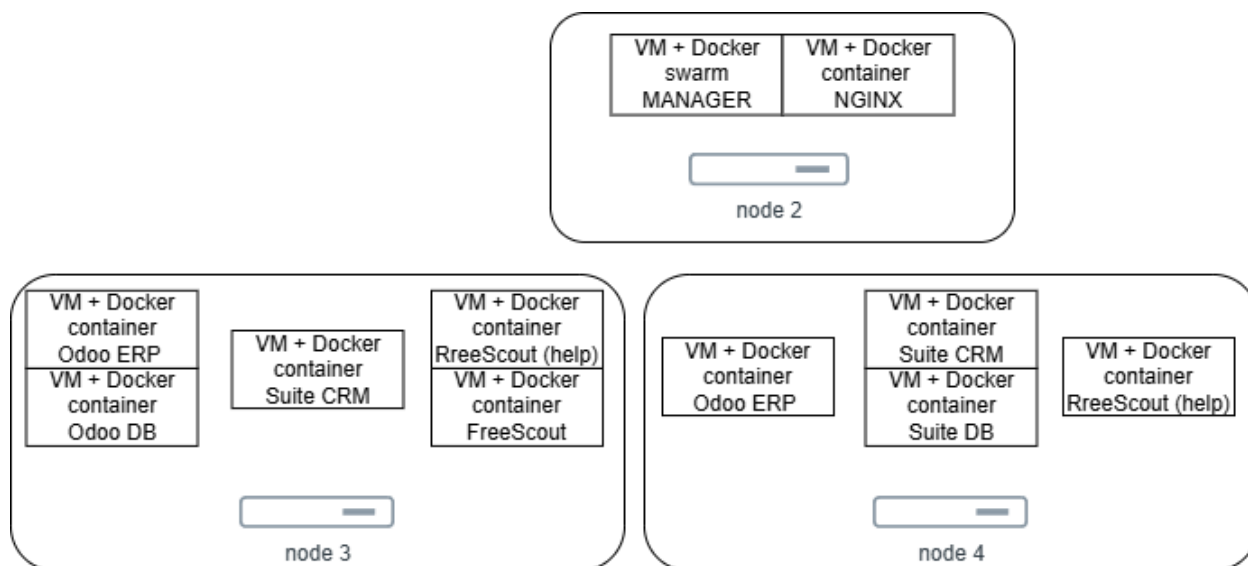 VM + Docker
swarm
MANAGER
VM + Docker
container
NGINX
node 2
VM + Docker
container
Odoo ERP
VM + Docker
container
Odoo DB
VM + Docker
container
Suite CRM
VM + Docker
container
RreeScout (help)
VM + Docker
container
FreeScout
node 3
VM + Docker
container
Odoo ERP
VM + Docker
container
Suite CRM
VM + Docker
container
Suite DB
VM + Docker
container
RreeScout (help)
node 4